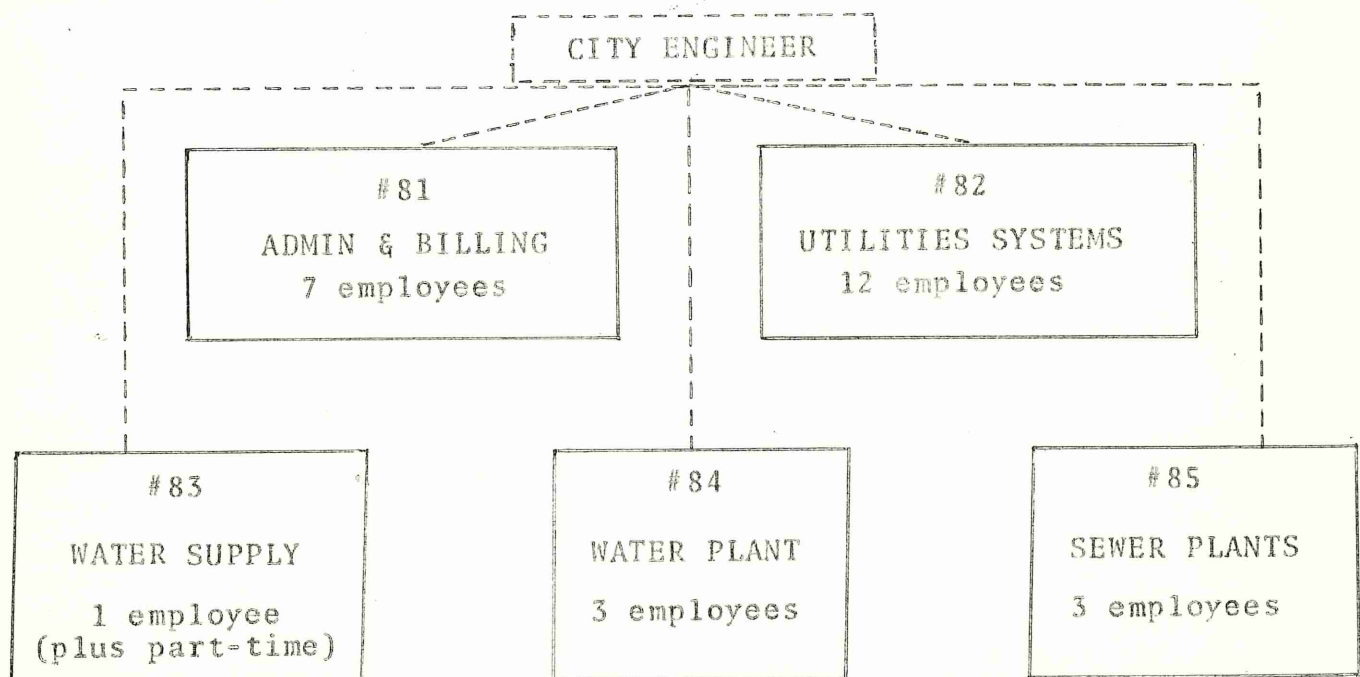 CITY ENGINEER
#81
ADMIN & BILLING
7 employees
#82
UTILITIES SYSTEMS
12 employees
#83
WATER SUPPLY
1 employee
(plus part-time)
#84
WATER PLANT
3 employees
#85
SEWER PLANTS
3 employees